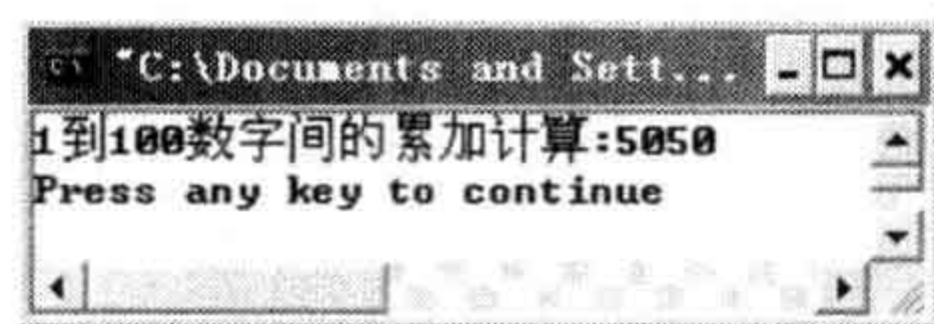 "C:\Documents and Sett...
1到100数字间的累加计算:5050
Press any key to continue